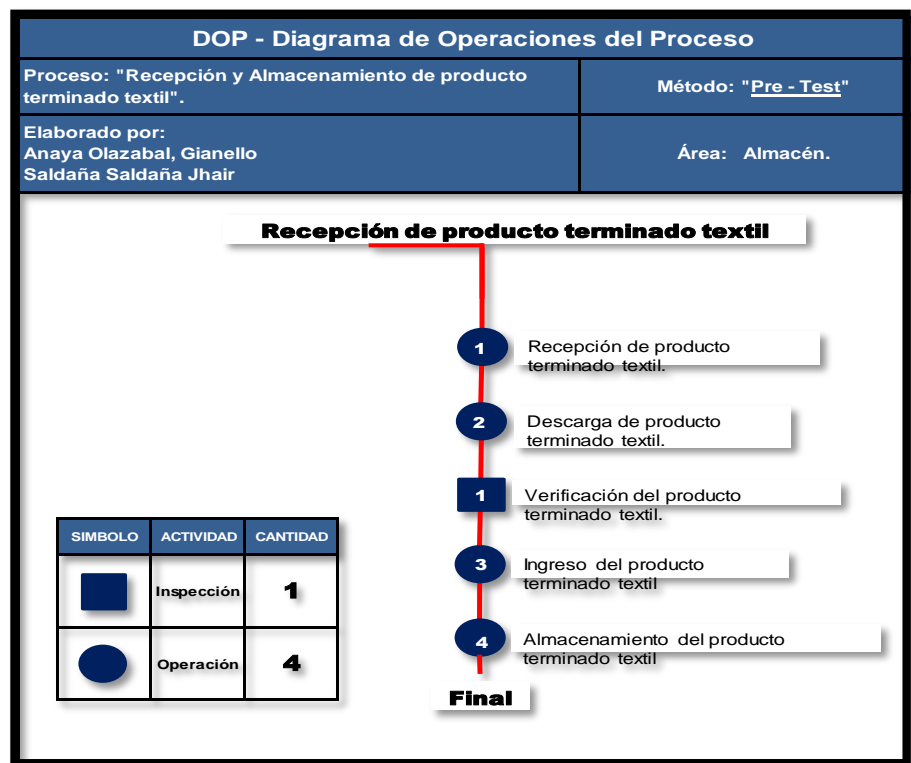 DOP - Diagrama de Operaciones del Proceso
Proceso: "Recepción y Almacenamiento de producto
terminado textil".
Método: "Pre - Test"
Elaborado por:
Anaya Olazabal, Gianello
Saldaña Saldaña Jhair
Área: Almacén.
Recepción de producto terminado textil
1
Recepción de producto
terminado textil.
2
Descarga de producto
terminado textil.
1
Verificación del producto
terminado textil.
3
Ingreso del producto
terminado textil
4
Almacenamiento del producto
terminado textil
Final
SIMBOLO ACTIVIDAD CANTIDAD
Inspección 1
Operación 4